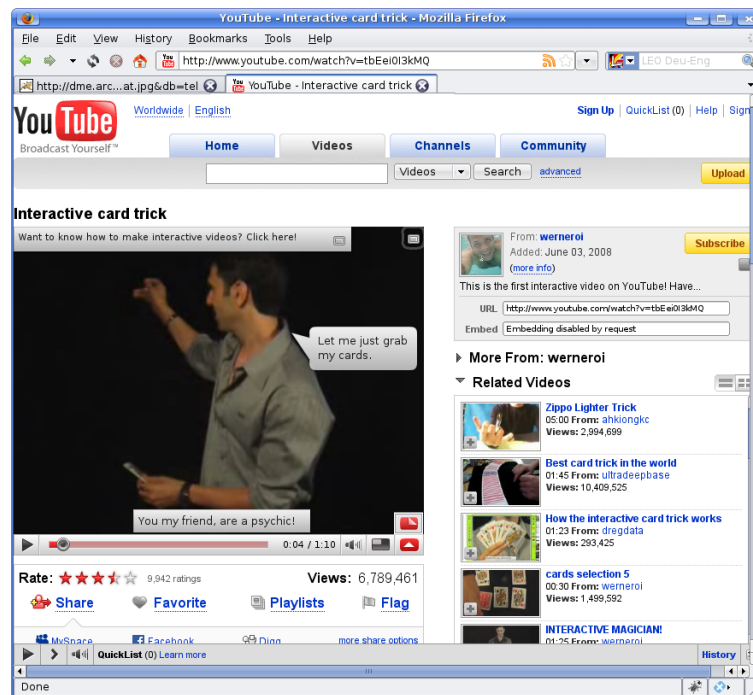 YouTube - Interactive card trick - Mozilla Firefox
File Edit View History Bookmarks Tools Help
http://www.youtube.com/watch?v=tbEei0I3kMQ LEO Deu-Eng
http://dme.arc...at.jpg&db=tel YouTube - Interactive card trick
YouTube
Broadcast Yourself™
Worldwide English Sign Up QuickList (0) Help Sign
Home Videos Channels Community
Videos Search advanced Upload
Interactive card trick
Want to know how to make interactive videos? Click here!
Let me just grab
my cards.
You my friend, are a psychic!
0:04 / 1:10
Rate: 9,942 ratings Views: 6,789,461
Share Favorite Playlists Flag
MySpace Facebook Digg more share options
From: werneroi
Added: June 03, 2008
(more info)
Subscribe
This is the first interactive video on YouTube! Have...
URL http://www.youtube.com/watch?v=tbEei0I3kMQ
Embed Embedding disabled by request
More From: werneroi
Related Videos
Zippo Lighter Trick
05:00 From: ahkiongkc
Views: 2,994,699
Best card trick in the world
01:45 From: ultradeepbase
Views: 10,409,525
How the interactive card trick works
01:23 From: dregdata
Views: 293,425
cards selection 5
00:30 From: werneroi
Views: 1,499,592
INTERACTIVE MAGICIAN!
01:25 From: werneroi
QuickList (0) Learn more History
Done